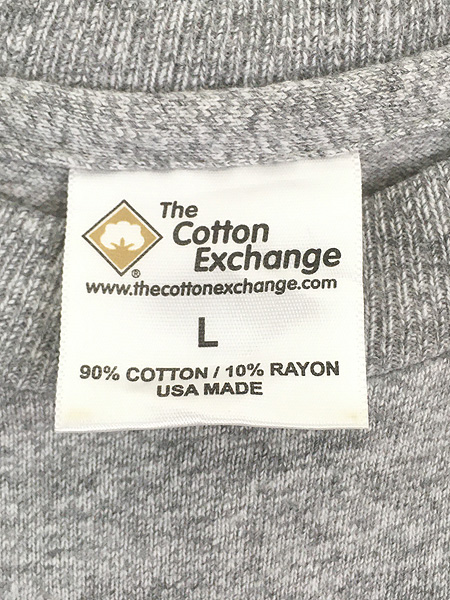 The
Cotton
Exchange
®
www.thecottonexchange.com
L
90% COTTON / 10% RAYON
USA MADE